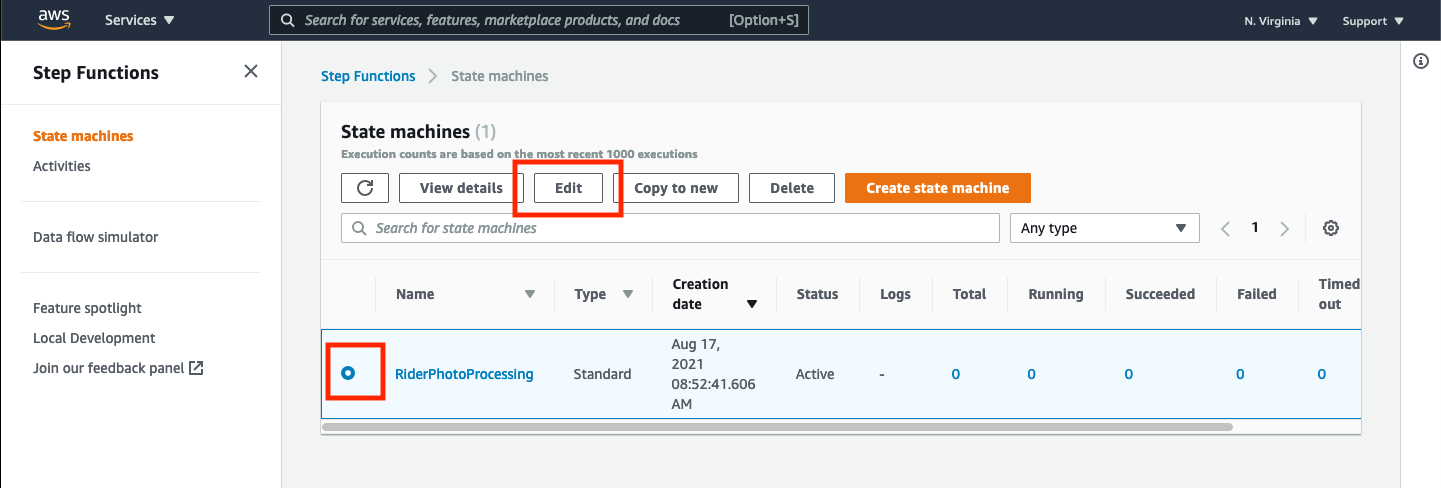 aws Services Search for services, features, marketplace products, and docs [Option+S] N. Virginia Support
Step Functions
State machines
Activities
Data flow simulator
Feature spotlight
Local Development
Join our feedback panel
Step Functions > State machines
State machines (1)
Execution counts are based on the most recent 1000 executions
View details Edit Copy to new Delete Create state machine
Search for state machines Any type 1
Name Type Creation date Status Logs Total Running Succeeded Failed Timed out
RiderPhotoProcessing Standard Aug 17, 2021 08:52:41.606 AM Active - 0 0 0 0 0